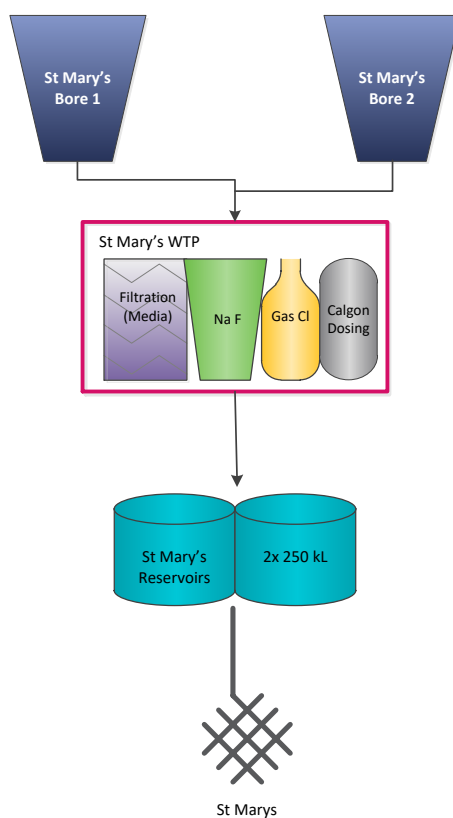 St Mary's
Bore 1
St Mary's
Bore 2
St Mary's WTP
Filtration
(Media)
Na F
Gas Cl
Calgon
Dosing
St Mary's
Reservoirs
2x 250 kL
St Marys